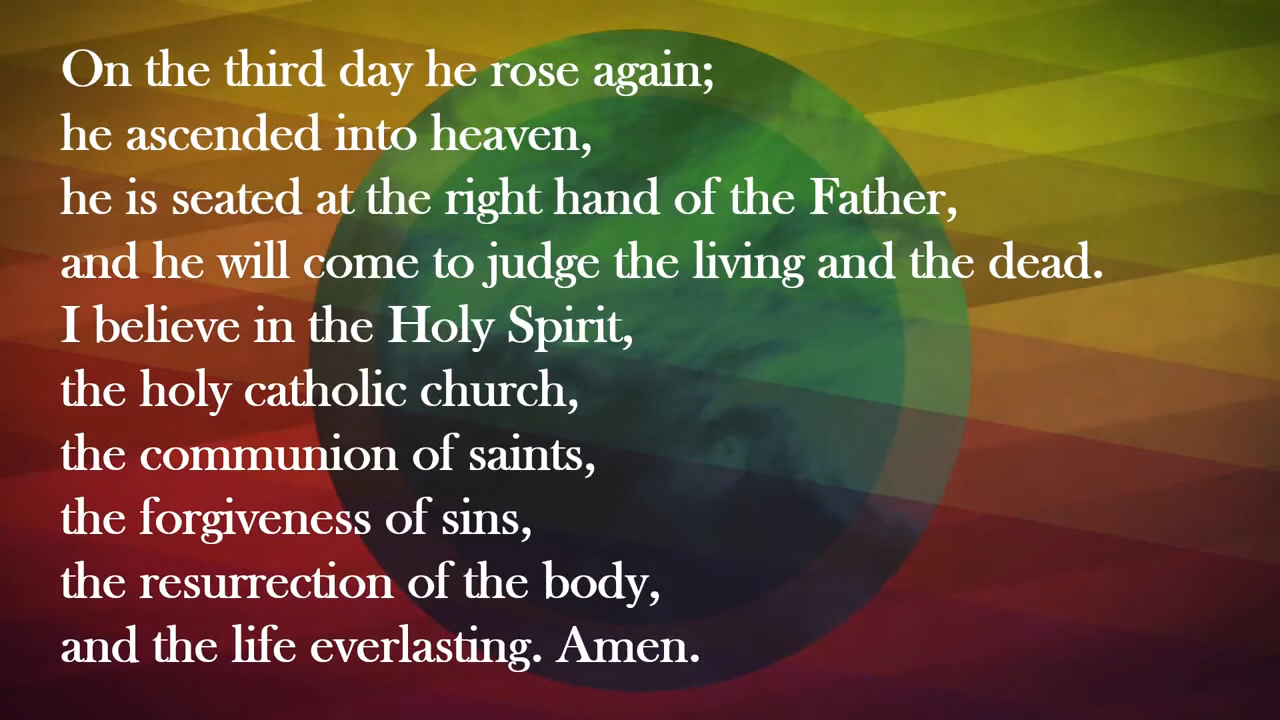 On the third day he rose again;
he ascended into heaven,
he is seated at the right hand of the Father,
and he will come to judge the living and the dead.
I believe in the Holy Spirit,
the holy catholic church,
the communion of saints,
the forgiveness of sins,
the resurrection of the body,
and the life everlasting. Amen.